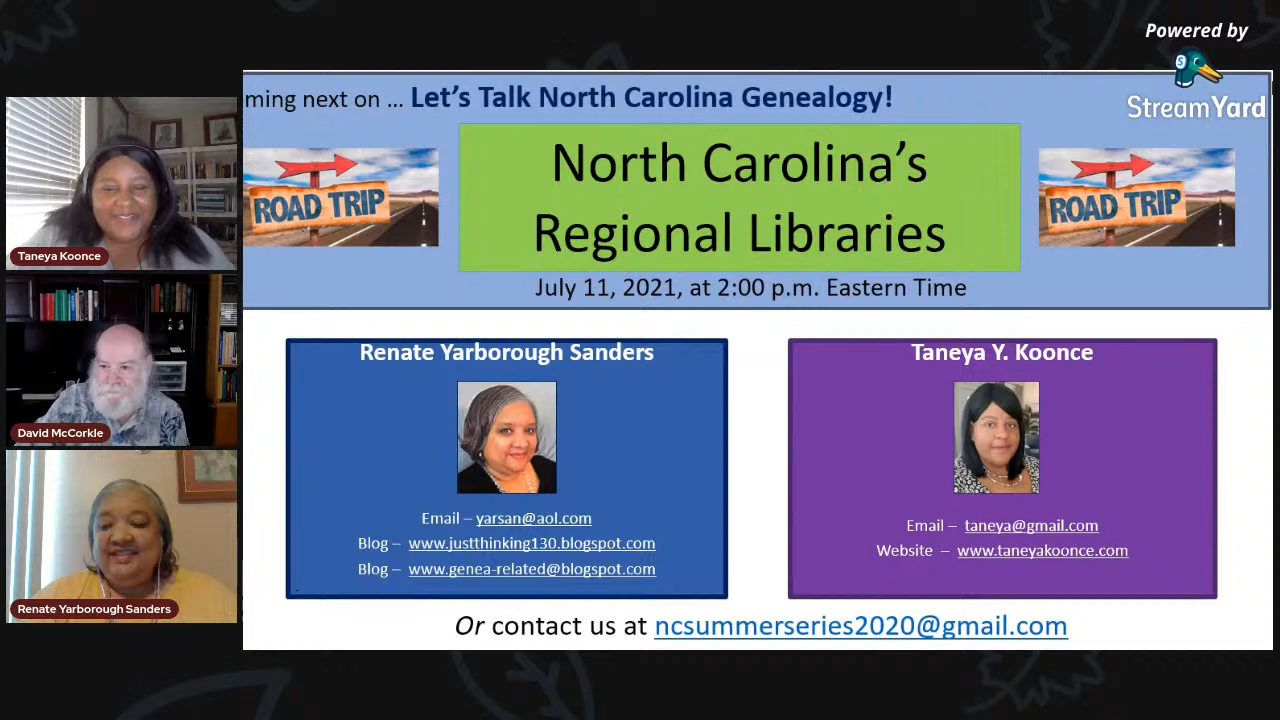 Powered by
StreamYard
ming next on ... Let's Talk North Carolina Genealogy!
North Carolina's
Regional Libraries
ROAD TRIP
ROAD TRIP
July 11, 2021, at 2:00 p.m. Eastern Time
Taneya Koonce
David McCorkle
Renate Yarborough Sanders
Renate Yarborough Sanders
Email – yarsan@aol.com
Blog – www.justthinking130.blogspot.com
Blog – www.genea-related@blogspot.com
Taneya Y. Koonce
Email – taneya@gmail.com
Website – www.taneyakoonce.com
Or contact us at ncsummerseries2020@gmail.com